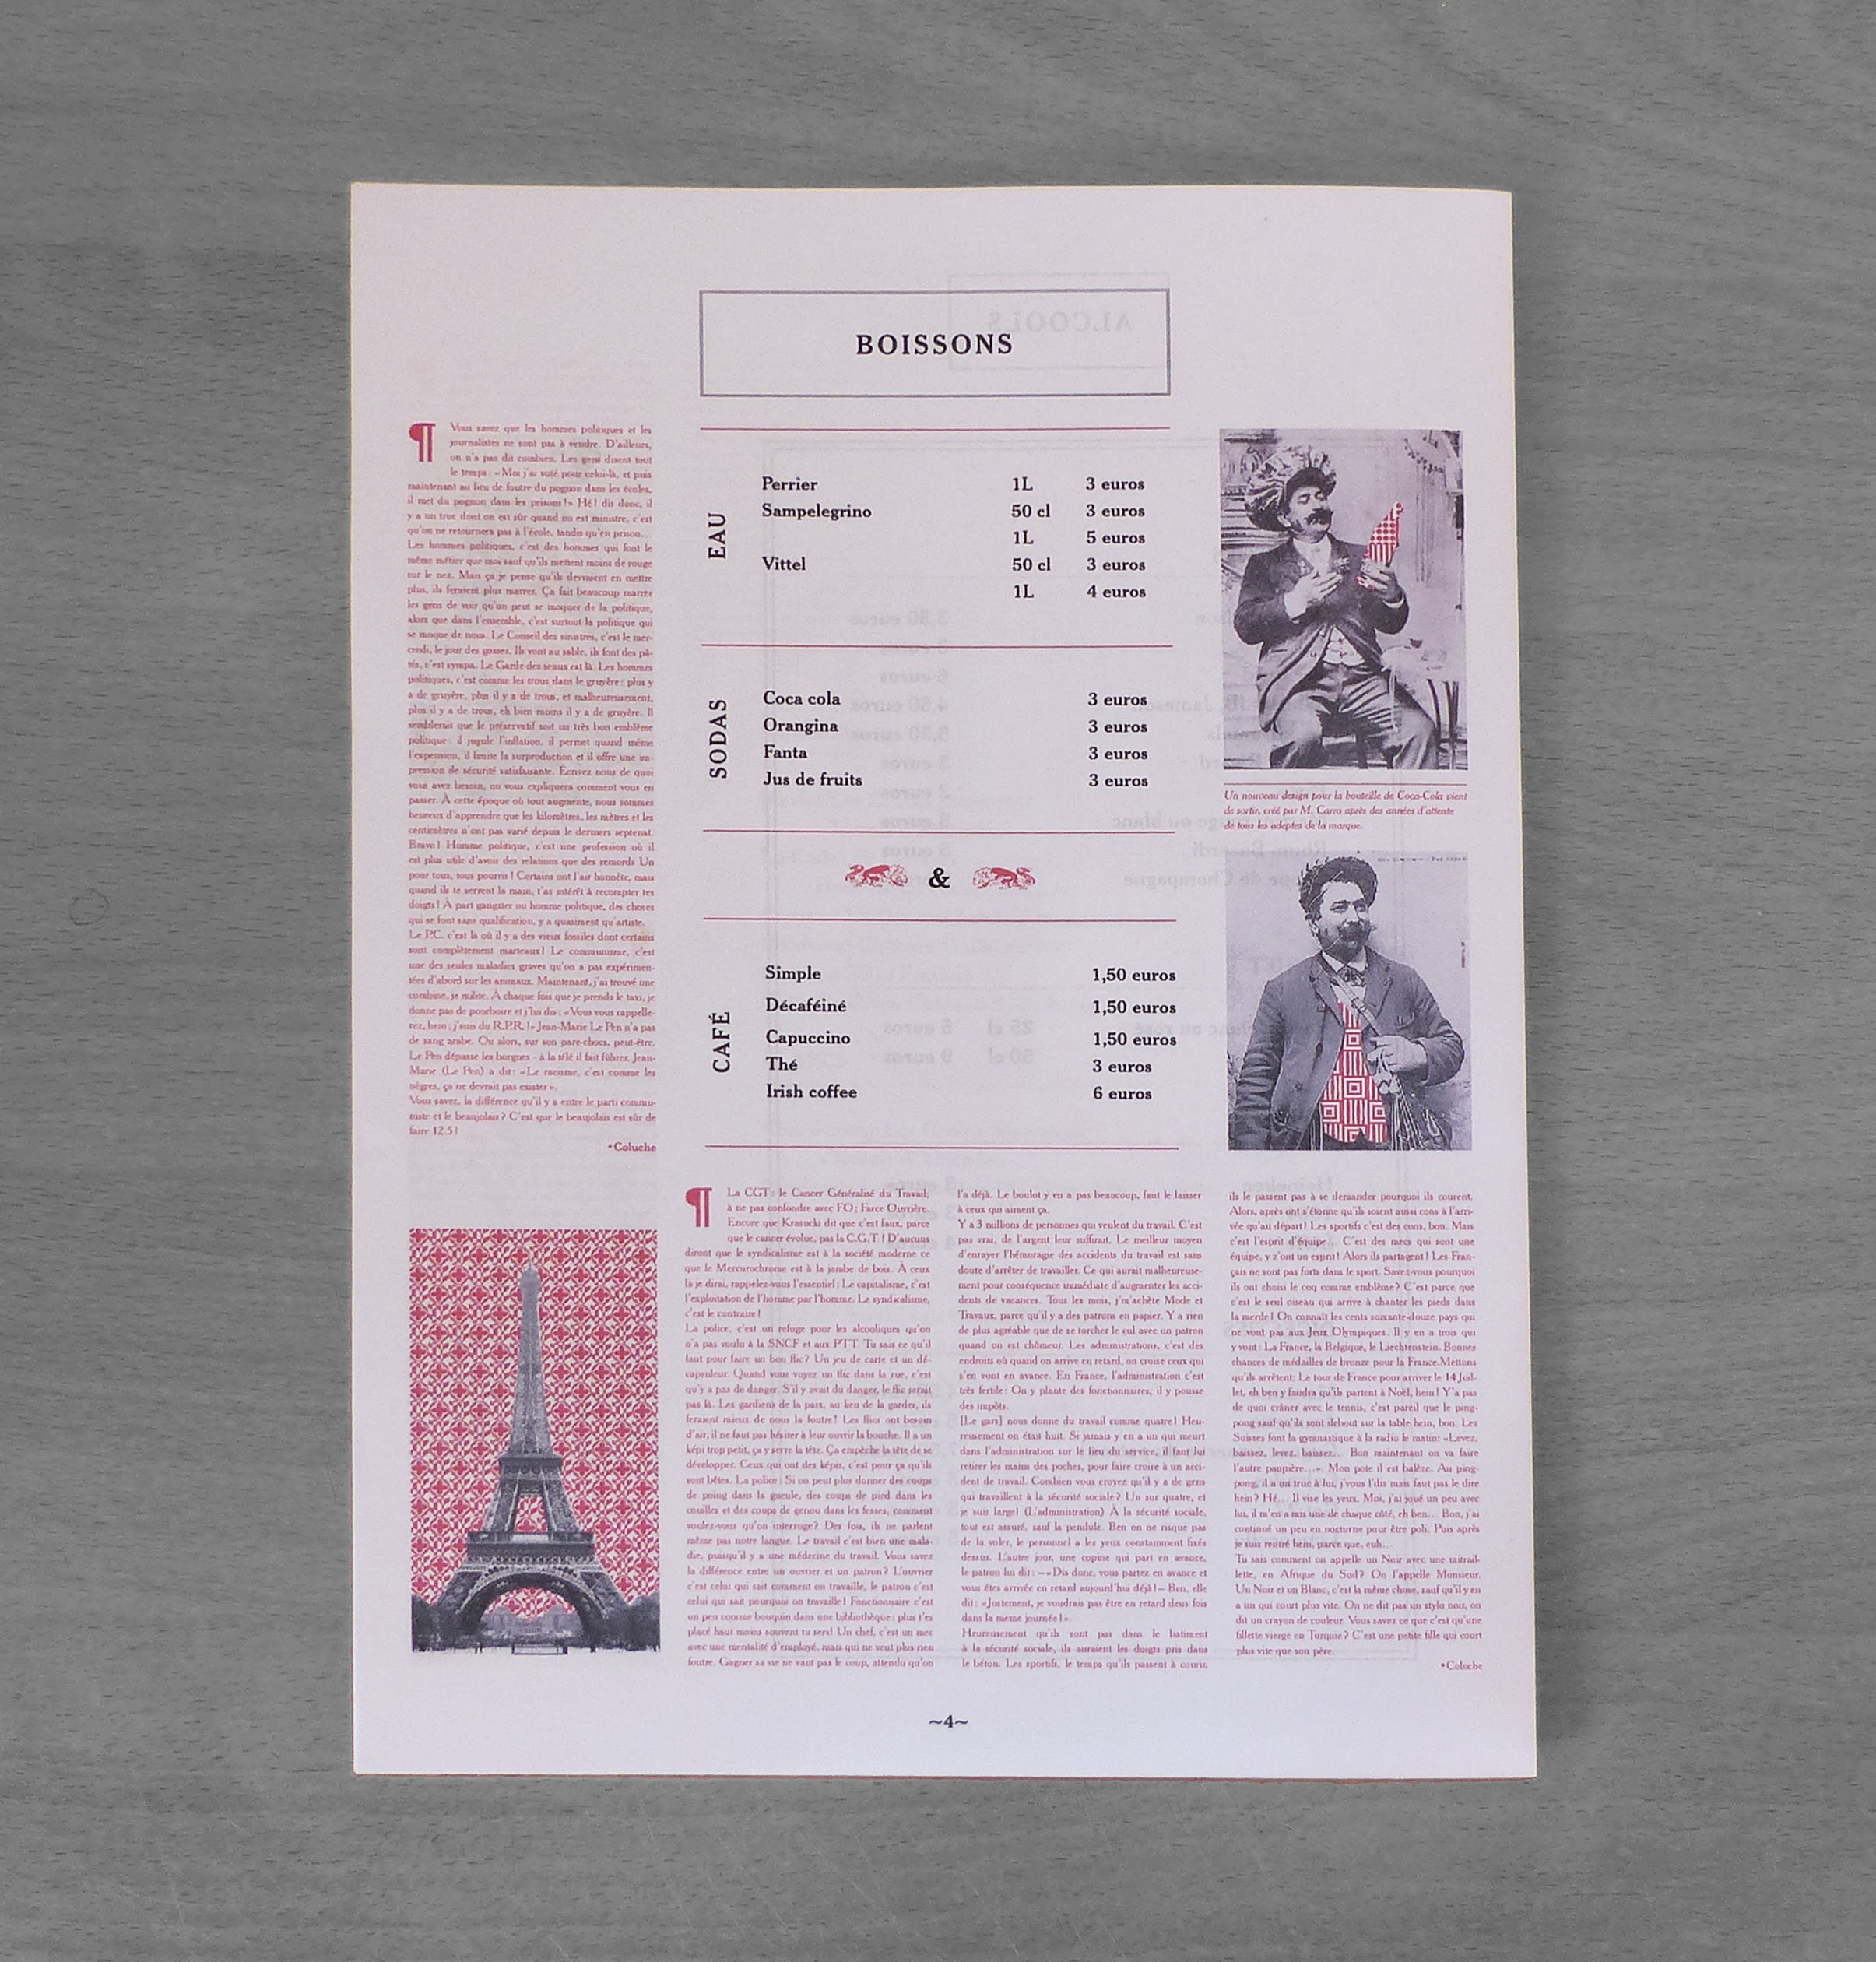 BOISSONS
EAU
Perrier 1L 3 euros
Sampelegrino 50 cl 3 euros
1L 5 euros
Vittel 50 cl 3 euros
1L 4 euros
SODAS
Coca cola 3 euros
Orangina 3 euros
Fanta 3 euros
Jus de fruits 3 euros
&
CAFÉ
Simple 1,50 euros
Décaféiné 1,50 euros
Capuccino 1,50 euros
Thé 3 euros
Irish coffee 6 euros
¶ Vous savez que les hommes politiques et les
journalistes ne sont pas à vendre. D'ailleurs,
on n'a pas dit combien. Les gens disent tout
le temps : «Moi j'ai voté pour celui-là, et puis
maintenant au lieu de foutre du pognon dans les écoles,
il met du pognon dans les prisons!» Hé! dis donc, il
y a un truc dont on est sûr quand on est ministre, c'est
qu'on ne retournera pas à l'école, tandis qu'en prison...
Les hommes politiques, c'est des hommes qui font le
même métier que moi sauf qu'ils mettent moins de rouge
sur le nez. Mais ça je pense qu'ils devraient en mettre
plus, ils feraient plus marrer. Ça fait beaucoup marrer
les gens de voir qu'on peut se moquer de la politique,
alors que dans l'ensemble, c'est surtout la politique qui
se moque de nous. Le Conseil des sinistres, c'est le mer-
credi, le jour des gosses. Ils vont au sable, ils font des pâ-
tés, c'est sympa. Le Garde des seaux est là. Les hommes
politiques, c'est comme les trous dans le gruyère : plus y
a de gruyère, plus il y a de trous, et malheureusement,
plus il y a de trous, eh bien moins il y a de gruyère. Il
semblerait que le préservatif soit un très bon emblème
politique : il jugule l'inflation, il permet quand même
l'expension, il limite la surproduction et il offre une im-
pression de sécurité satisfaisante. Écrivez nous de quoi
vous avez besoin, on vous expliquera comment vous en
passer. À cette époque où tout augmente, nous sommes
heureux d'apprendre que les kilomètres, les mètres et les
centimètres n'ont pas varié depuis le derniers septenat.
Bravo! Homme politique, c'est une profession où il
est plus utile d'avoir des relations que des remords Un
pour tous, tous pourris! Certains ont l'air honnête, mais
quand ils te serrent la main, t'as intérêt à recompter tes
doigts! À part gangster ou homme politique, des choses
qui se font sans qualification, y a quasiment qu'artiste.
Le P.C. c'est là où il y a des vieux fossiles dont certains
sont complètement marteaux! Le communisme, c'est
une des seules maladies graves qu'on a pas expérimen-
tées d'abord sur les animaux. Maintenant, j'ai trouvé une
combine, je milite. À chaque fois que je prends le taxi, je
donne pas de pourboire et j'lui dis : «Vous vous rappelle-
rez, hein ; j'suis du R.P.R.!» Jean-Marie Le Pen n'a pas
de sang arabe. Ou alors, sur son pare-chocs, peut-être.
Le Pen dépasse les borgnes - à la télé il fait führer. Jean-
Marie (Le Pen) a dit: «Le racisme, c'est comme les
nègres, ça ne devrait pas exister».
Vous savez, la différence qu'il y a entre le parti commu-
niste et le beaujolais? C'est que le beaujolais est sûr de
faire 12.5!
•Coluche
Un nouveau design pour la bouteille de Coca-Cola vient
de sortir, créé par M. Carra après des années d'attente
de tous les adeptes de la marque.
¶ La CGT : le Cancer Généralisé du Travail;
à ne pas confondre avec FO ; Farce Ouvrière.
Encore que Krasucki dit que c'est faux, parce
que le cancer évolue, pas la C.G.T.! D'aucuns
diront que le syndicalisme est à la société moderne ce
que le Mercurochrome est à la jambe de bois. À ceux
là je dirai, rappelez-vous l'essentiel : Le capitalisme, c'est
l'exploitation de l'homme par l'homme. Le syndicalisme,
c'est le contraire!
La police, c'est un refuge pour les alcooliques qu'on
n'a pas voulu à la SNCF et aux PTT. Tu sais ce qu'il
faut pour faire un bon flic? Un jeu de carte et un dé-
capsuleur. Quand vous voyez un flic dans la rue, c'est
qu'y a pas de danger. S'il y avait du danger, le flic serait
pas là. Les gardiens de la paix, au lieu de la garder, ils
feraient mieux de nous la foutre! Les flics ont besoin
d'air, il ne faut pas hésiter à leur ouvrir la bouche. Il a un
képi trop petit, ça y serre la tête. Ça empêche la tête de se
développer. Ceux qui ont des képis, c'est pour ça qu'ils
sont bêtes. La police : Si on peut plus donner des coups
de poing dans la gueule, des coups de pied dans les
couilles et des coups de genou dans les fesses, comment
voulez-vous qu'on interroge? Des fois, ils ne parlent
même pas notre langue. Le travail c'est bien une mala-
die, puisqu'il y a une médecine du travail. Vous savez
la différence entre un ouvrier et un patron? L'ouvrier
c'est celui qui sait comment on travaille, le patron c'est
celui qui sait pourquoi on travaille! Fonctionnaire c'est
un peu comme bouquin dans une bibliothèque : plus t'es
placé haut moins souvent tu sers! Un chef, c'est un mec
avec une mentalité d'employé, mais qui ne veut plus rien
foutre. Gagner sa vie ne vaut pas le coup, attendu qu'on
l'a déjà. Le boulot y en a pas beaucoup, faut le laisser
à ceux qui aiment ça.
Y a 3 millions de personnes qui veulent du travail. C'est
pas vrai, de l'argent leur suffirait. Le meilleur moyen
d'enrayer l'hémoragie des accidents du travail est sans
doute d'arrêter de travailler. Ce qui aurait malheureuse-
ment pour conséquence immédiate d'augmenter les acci-
dents de vacances. Tous les mois, j'm'achète Mode et
Travaux, parce qu'il y a des patrons en papier. Y a rien
de plus agréable que de se torcher le cul avec un patron
quand on est chômeur. Les administrations, c'est des
endroits où quand on arrive en retard, on croise ceux qui
s'en vont en avance. En France, l'administration c'est
très fertile : On y plante des fonctionnaires, il y pousse
des impôts.
[Le gars] nous donne du travail comme quatre! Heu-
reusement on était huit. Si jamais y en a un qui meurt
dans l'administration sur le lieu du service, il faut lui
retirer les mains des poches, pour faire croire à un acci-
dent de travail. Combien vous croyez qu'il y a de gens
qui travaillent à la sécurité sociale? Un sur quatre, et
je suis large! (L'administration) À la sécurité sociale,
tout est assuré, sauf la pendule. Ben on ne risque pas
de la voler, le personnel a les yeux constamment fixés
dessus. L'autre jour, une copine qui part en avance,
le patron lui dit : –«Dis donc, vous partez en avance et
vous êtes arrivée en retard aujourd'hui déjà!– Ben, elle
dit: «Justement, je voudrais pas être en retard deux fois
dans la meme journée!».
Heureusement qu'ils sont pas dans le batiment
à la sécurité sociale, ils auraient les doigts pris dans
le béton. Les sportifs, le temps qu'ils passent à courir,
ils le passent pas à se demander pourquoi ils courent.
Alors, après ont s'étonne qu'ils soient aussi cons à l'arri-
vée qu'au départ! Les sportifs c'est des cons, bon. Mais
c'est l'esprit d'équipe... C'est des mecs qui sont une
équipe, y z'ont un esprit! Alors ils partagent! Les Fran-
çais ne sont pas forts dans le sport. Savez-vous pourquoi
ils ont choisi le coq comme emblème? C'est parce que
c'est le seul oiseau qui arrive à chanter les pieds dans
la merde! On connaît les cents soixante-douze pays qui
ne vont pas aux Jeux Olympiques. Il y en a trois qui
y vont : La France, la Belgique, le Liechtenstein. Bonnes
chances de médailles de bronze pour la France.Mettons
qu'ils arrêtent: Le tour de France pour arriver le 14 Juil-
let, eh ben y faudra qu'ils partent à Noël, hein! Y'a pas
de quoi crâner avec le tennis, c'est pareil que le ping-
pong sauf qu'ils sont debout sur la table hein, bon. Les
Suisses font la gymnastique à la radio le matin: «Levez,
baissez, levez, baissez... Bon maintenant on va faire
l'autre paupière...». Mon pote il est balèze. Au ping-
pong, il a un truc à lui, j'vous l'dis mais faut pas le dire
hein? Hé... Il vise les yeux. Moi, j'ai joué un peu avec
lui, il m'en a mis une de chaque côté, eh ben... Bon, j'ai
continué un peu en nocturne pour être poli. Puis après
je suis rentré hein, parce que, euh...
Tu sais comment on appelle un Noir avec une mitrail-
lette, en Afrique du Sud? On l'appelle Monsieur.
Un Noir et un Blanc, c'est la même chose, sauf qu'il y en
a un qui court plus vite. On ne dit pas un stylo noir, on
dit un crayon de couleur. Vous savez ce que c'est qu'une
fillette vierge en Turquie? C'est une petite fille qui court
plus vite que son père.
•Coluche
~4~